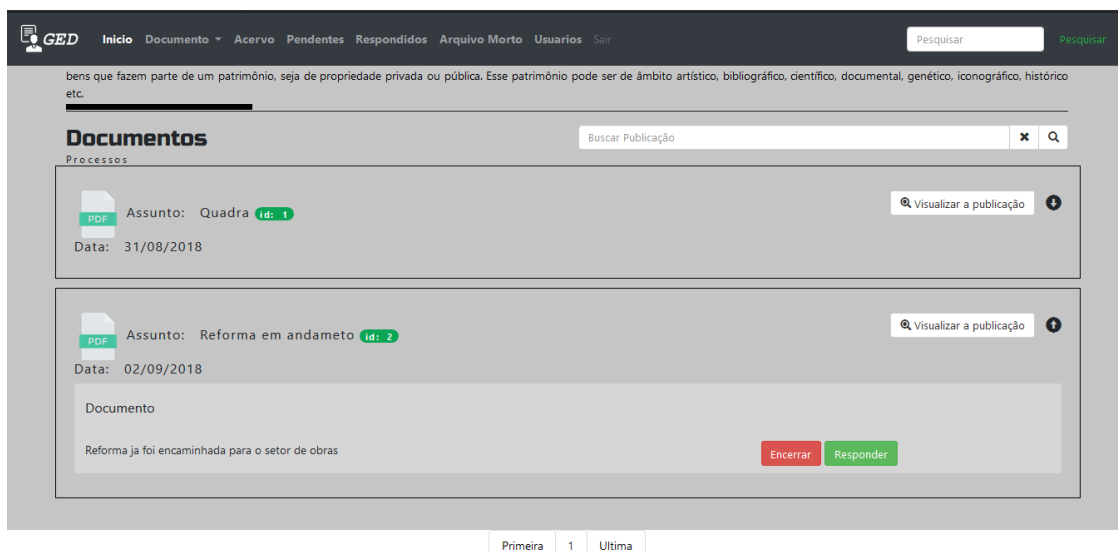 GED Inicio Documento Acervo Pendentes Respondidos Arquivo Morto Usuarios Sair Pesquisar Pesquisar
bens que fazem parte de um patrimônio, seja de propriedade privada ou pública. Esse patrimônio pode ser de âmbito artístico, bibliográfico, científico, documental, genético, iconográfico, histórico
etc.
Documentos Buscar Publicação
Processos
PDF Assunto: Quadra id: 1 Visualizar a publicação
Data: 31/08/2018
PDF Assunto: Reforma em andameto id: 2 Visualizar a publicação
Data: 02/09/2018
Documento
Reforma ja foi encaminhada para o setor de obras Encerrar Responder
Primeira 1 Ultima